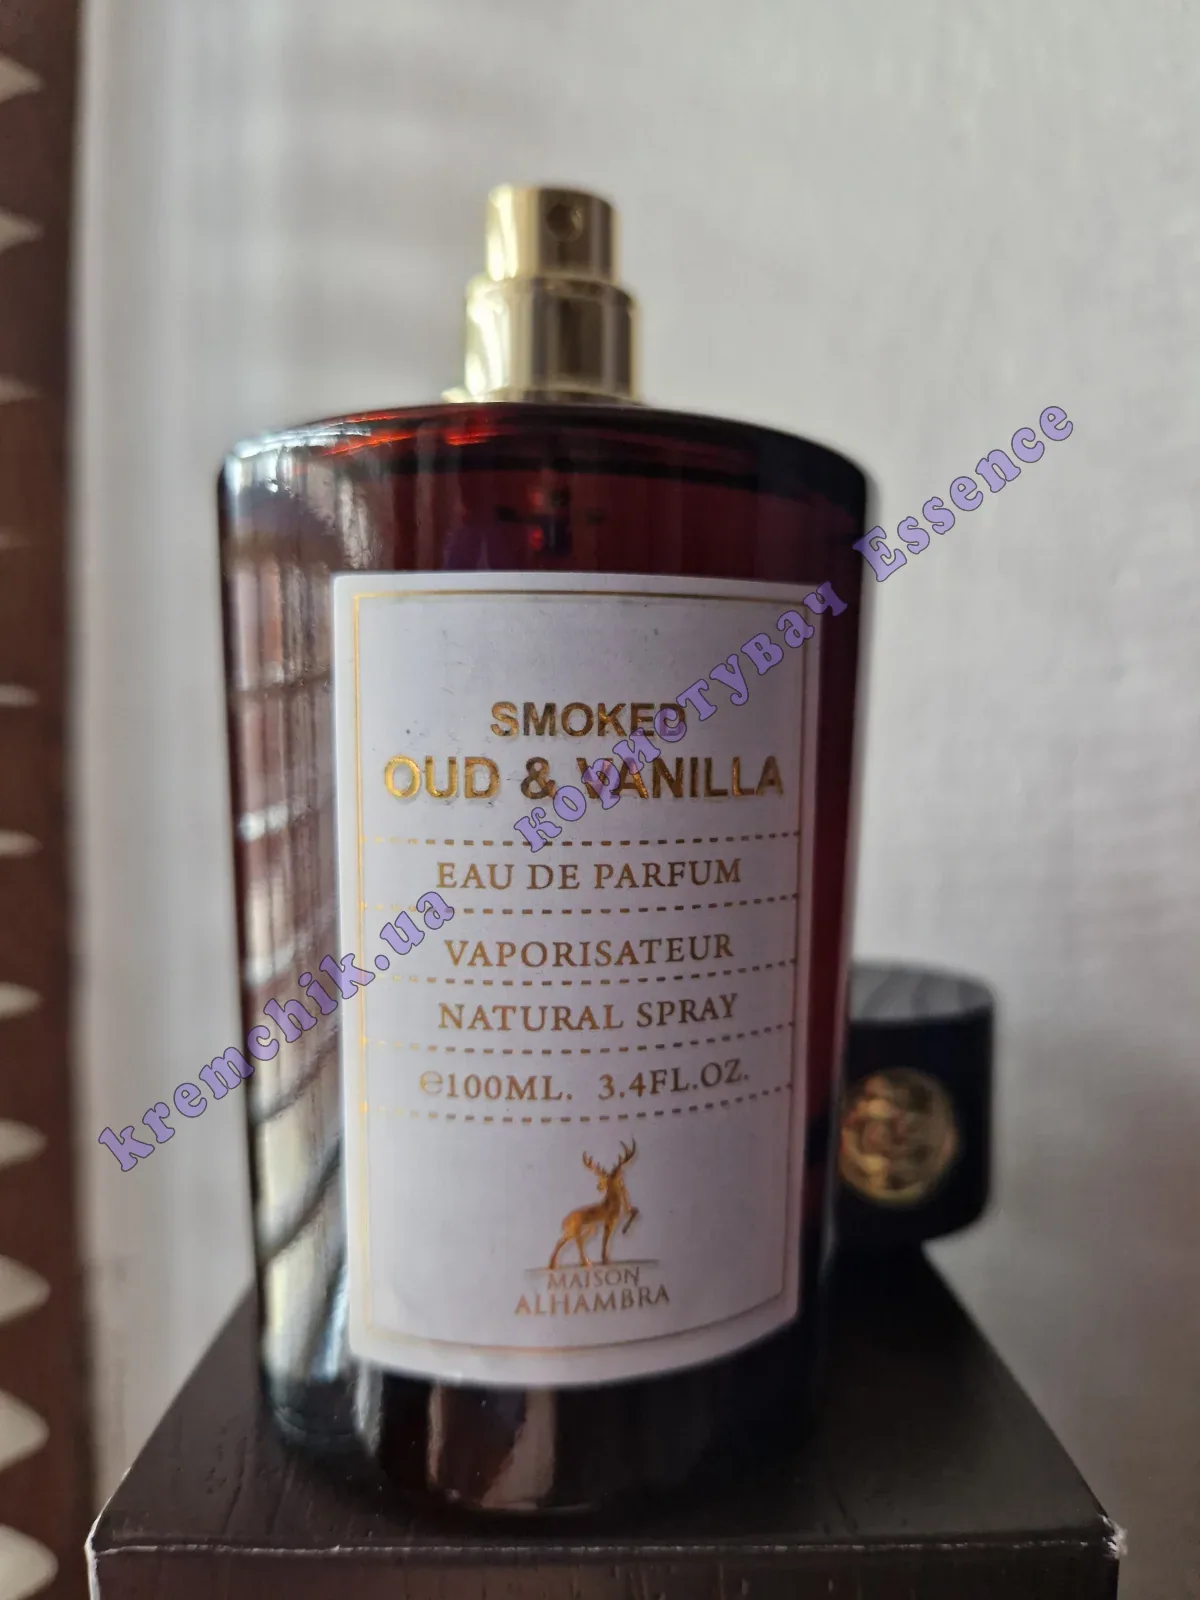 SMOKED
OUD & VANILLA
EAU DE PARFUM
VAPORISATEUR
NATURAL SPRAY
℮100ML. 3.4FL.OZ.
MAISON
ALHAMBRA
kremchik.ua користувач Essence